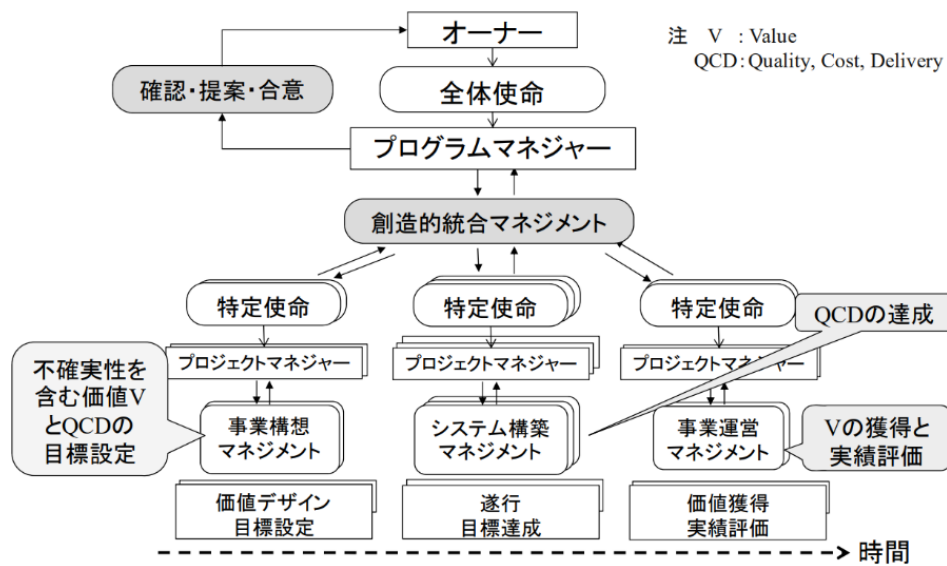 オーナー
注 V : Value
QCD: Quality, Cost, Delivery
確認・提案・合意
全体使命
プログラムマネジャー
創造的統合マネジメント
特定使命
特定使命
特定使命
QCDの達成
プロジェクトマネジャー
プロジェクトマネジャー
プロジェクトマネジャー
不確実性を
含む価値V
とQCDの
目標設定
事業構想
マネジメント
システム構築
マネジメント
事業運営
マネジメント
Vの獲得と
実績評価
価値デザイン
目標設定
遂行
目標達成
価値獲得
実績評価
時間